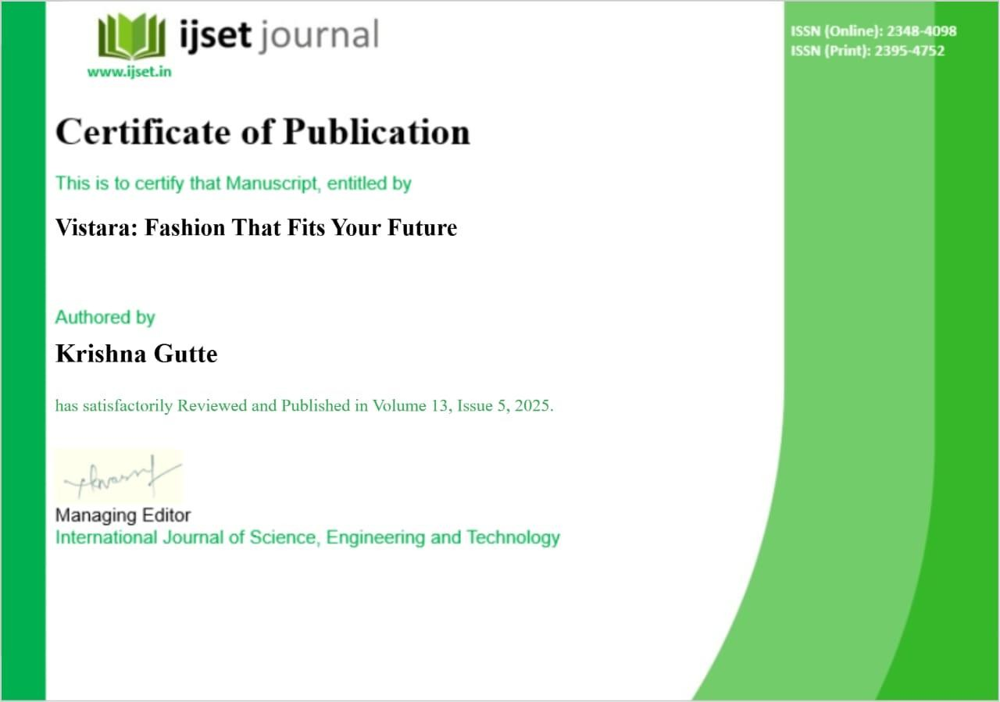 ijset journal
www.ijset.in
ISSN (Online): 2348-4098
ISSN (Print): 2395-4752
Certificate of Publication
This is to certify that Manuscript, entitled by
Vistara: Fashion That Fits Your Future
Authored by
Krishna Gutte
has satisfactorily Reviewed and Published in Volume 13, Issue 5, 2025.
Managing Editor
International Journal of Science, Engineering and Technology